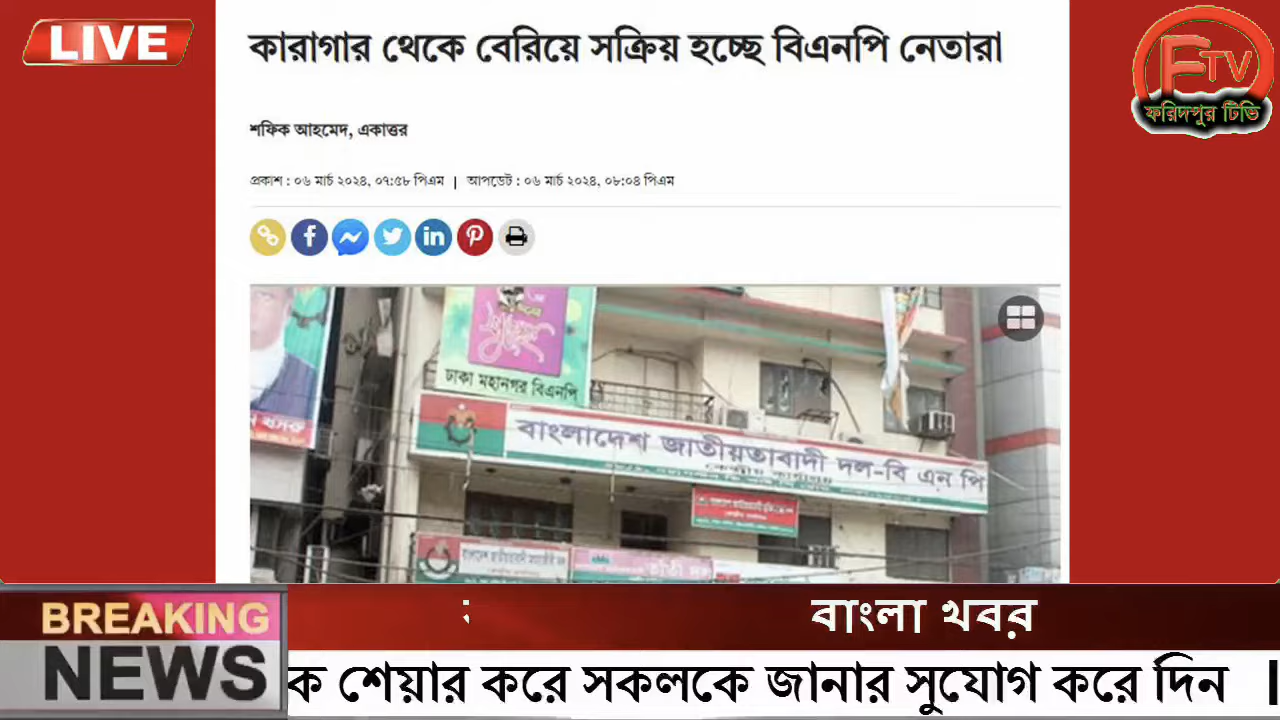 LIVE
কারাগার থেকে বেরিয়ে সক্রিয় হচ্ছে বিএনপি নেতারা
FTV
ফরিদপুর টিভি
শফিক আহমেদ, একাত্তর
প্রকাশ : ০৬ মার্চ ২০২৪, ০৭:৫৮ পিএম | আপডেট : ০৬ মার্চ ২০২৪, ০৮:০৪ পিএম
ঢাকা মহানগর বিএনপি
বাংলাদেশ জাতীয়তাবাদী দল-বি এন পি
BREAKING
NEWS
বাংলা খবর
ক শেয়ার করে সকলকে জানার সুযোগ করে দিন |